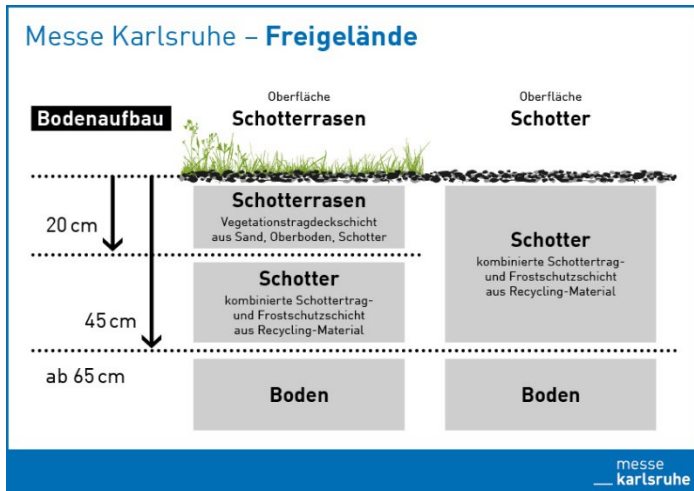 Messe Karlsruhe – Freigelände
Bodenaufbau
Oberfläche
Schotterrasen
Oberfläche
Schotter
20 cm
45 cm
ab 65 cm
Schotterrasen
Vegetationstragdeckschicht
aus Sand, Oberboden, Schotter
Schotter
kombinierte Schottertrag-
und Frostschutzschicht
aus Recycling-Material
Boden
Schotter
kombinierte Schottertrag-
und Frostschutzschicht
aus Recycling-Material
Boden
messe
karlsruhe